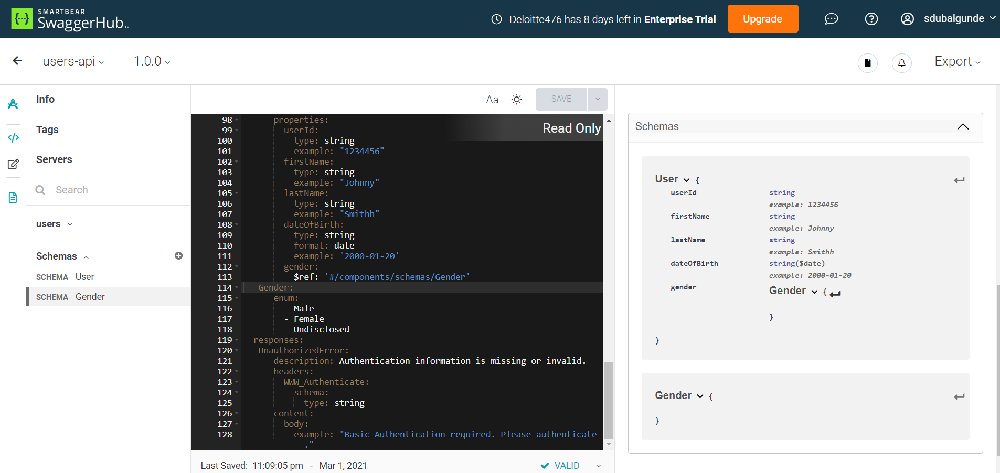 SMARTBEAR
SwaggerHub™
Deloitte476 has 8 days left in Enterprise Trial
Upgrade
sdubalgunde
users-api
1.0.0
Export
Info
Tags
Servers
Search
users
Schemas
SCHEMA User
SCHEMA Gender
Aa
SAVE
Read Only
98 properties:
99 userId:
100 type: string
101 example: "1234456"
102 firstName:
103 type: string
104 example: "Johnny"
105 lastName:
106 type: string
107 example: "Smithh"
108 dateOfBirth:
109 type: string
110 format: date
111 example: '2000-01-20'
112 gender:
113 $ref: '#/components/schemas/Gender'
114 Gender:
115 enum:
116 - Male
117 - Female
118 - Undisclosed
119 responses:
120 UnauthorizedError:
121 description: Authentication information is missing or invalid.
122 headers:
123 WWW_Authenticate:
124 schema:
125 type: string
126 content:
127 body:
128 example: "Basic Authentication required. Please authenticate
."
Last Saved: 11:09:05 pm - Mar 1, 2021
VALID
Schemas
User {
userId string
example: 1234456
firstName string
example: Johnny
lastName string
example: Smithh
dateOfBirth string($date)
example: 2000-01-20
gender Gender {
}
}
Gender {
}